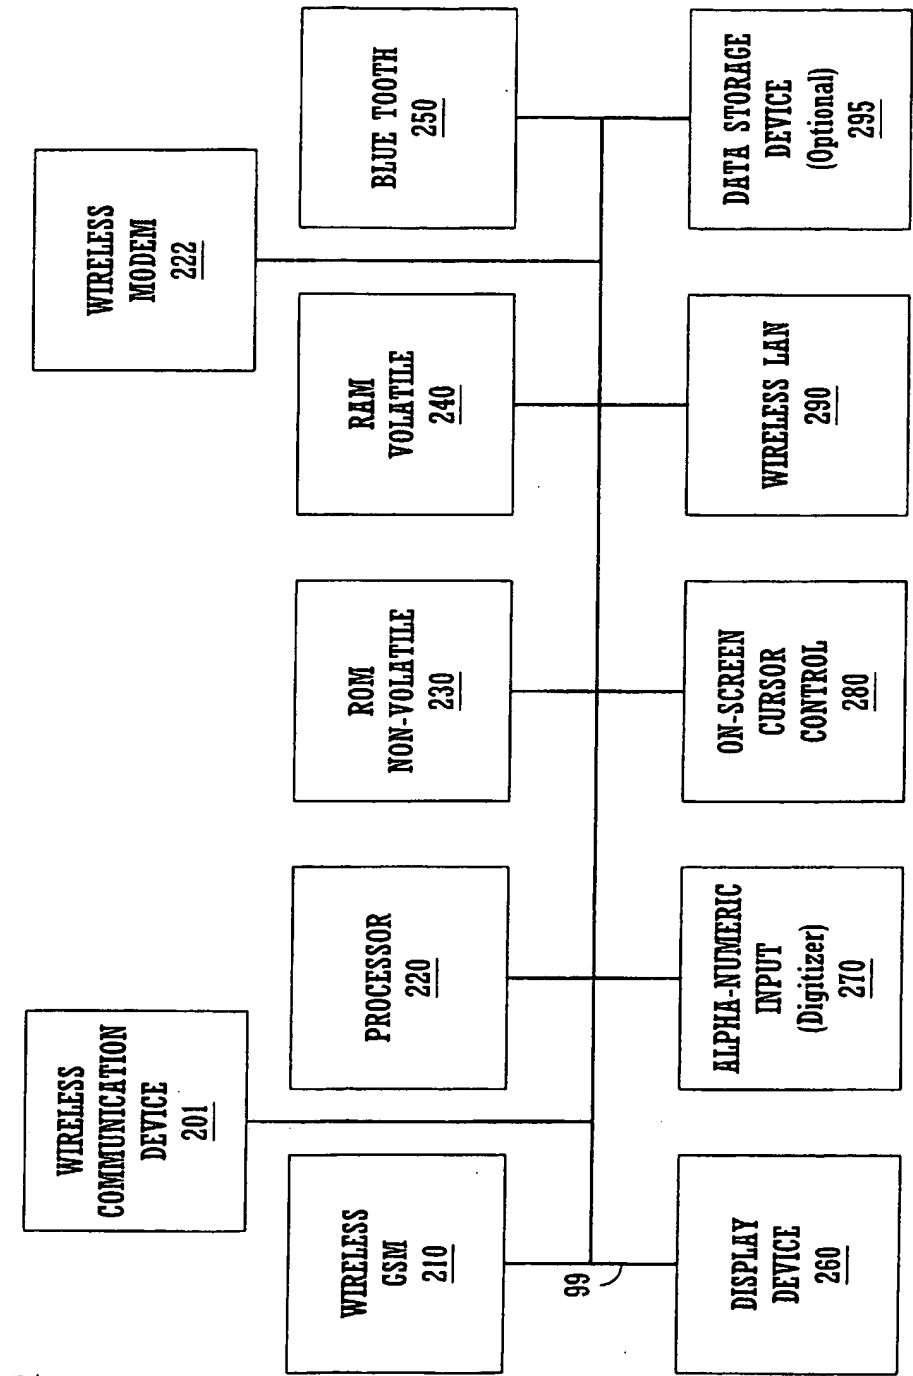 WIRELESS
COMMUNICATION
DEVICE
201
WIRELESS
MODEM
222
WIRELESS
GSM
210
PROCESSOR
220
ROM
NON-VOLATILE
230
RAM
VOLATILE
240
BLUE TOOTH
250
99
DISPLAY
DEVICE
260
ALPHA-NUMERIC
INPUT
(Digitizer)
270
ON-SCREEN
CURSOR
CONTROL
280
WIRELESS LAN
290
DATA STORAGE
DEVICE
(Optional)
295